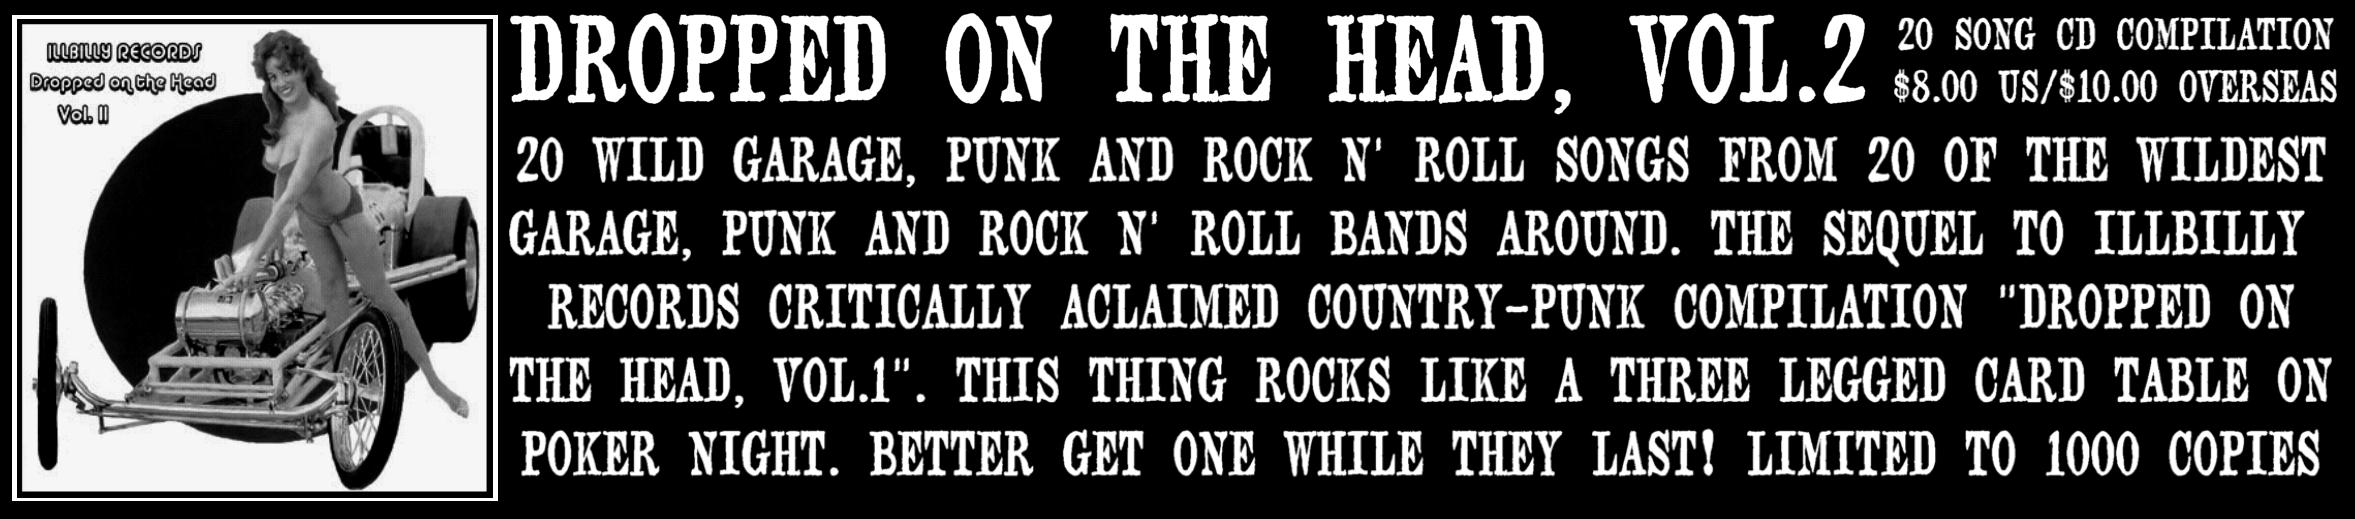 ILLBILLY RECORDS
Dropped on the Head
Vol. II
DROPPED ON THE HEAD, VOL.2
20 SONG CD COMPILATION
$8.00 US/$10.00 OVERSEAS
20 WILD GARAGE, PUNK AND ROCK N' ROLL SONGS FROM 20 OF THE WILDEST
GARAGE, PUNK AND ROCK N' ROLL BANDS AROUND. THE SEQUEL TO ILLBILLY
RECORDS CRITICALLY ACLAIMED COUNTRY-PUNK COMPILATION "DROPPED ON
THE HEAD, VOL.1". THIS THING ROCKS LIKE A THREE LEGGED CARD TABLE ON
POKER NIGHT. BETTER GET ONE WHILE THEY LAST! LIMITED TO 1000 COPIES